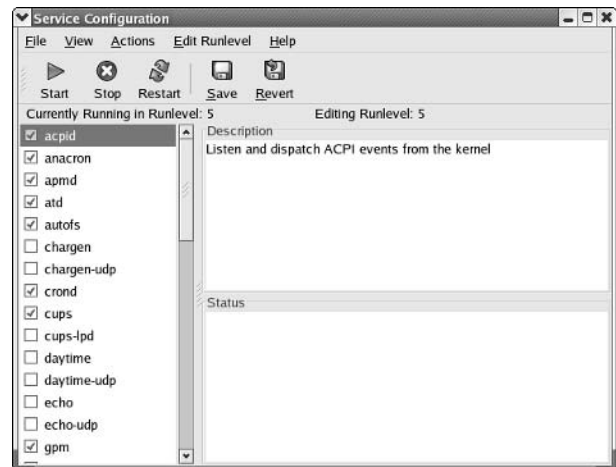 Service Configuration
File View Actions Edit Runlevel Help
Start Stop Restart Save Revert
Currently Running in Runlevel: 5 Editing Runlevel: 5
acpid
anacron
apmd
atd
autofs
chargen
chargen-udp
crond
cups
cups-lpd
daytime
daytime-udp
echo
echo-udp
gpm
Description
Listen and dispatch ACPI events from the kernel
Status